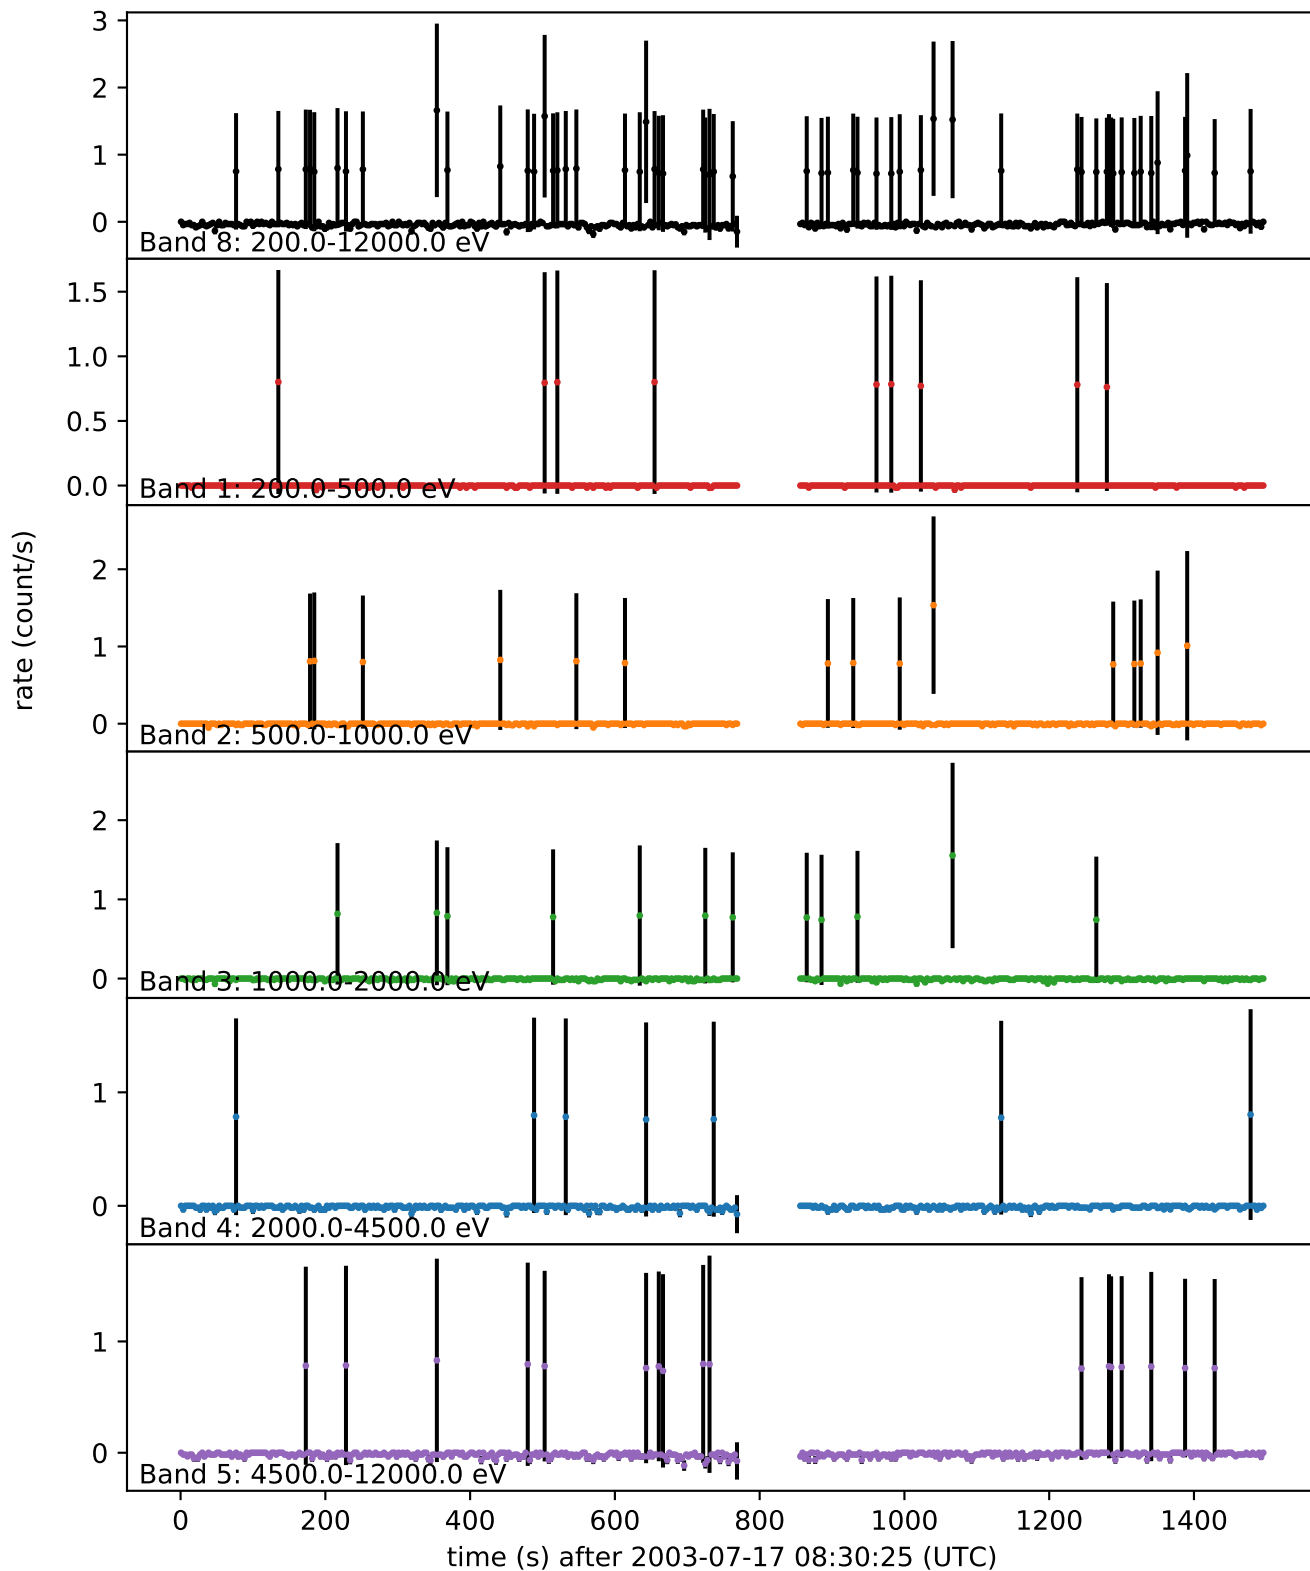 3
2
1
0
Band 8: 200.0-12000.0 eV
1.5
1.0
0.5
0.0
Band 1: 200.0-500.0 eV
2
1
0
Band 2: 500.0-1000.0 eV
rate (count/s)
2
1
0
Band 3: 1000.0-2000.0 eV
1
0
Band 4: 2000.0-4500.0 eV
1
0
Band 5: 4500.0-12000.0 eV
0 200 400 600 800 1000 1200 1400
time (s) after 2003-07-17 08:30:25 (UTC)